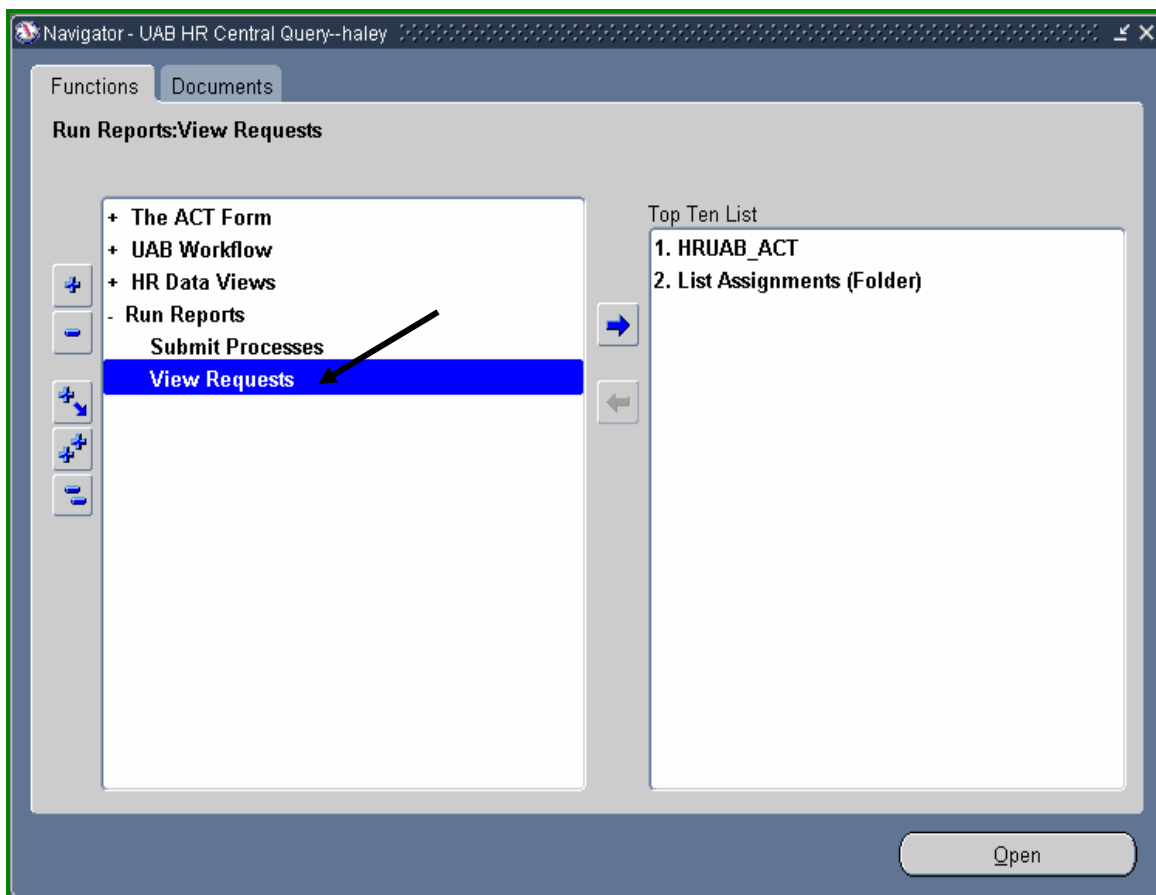 Navigator - UAB HR Central Query--haley
Functions
Documents
Run Reports:View Requests
+ The ACT Form
+ UAB Workflow
+ HR Data Views
- Run Reports
Submit Processes
View Requests
Top Ten List
1. HRUAB_ACT
2. List Assignments (Folder)
Open